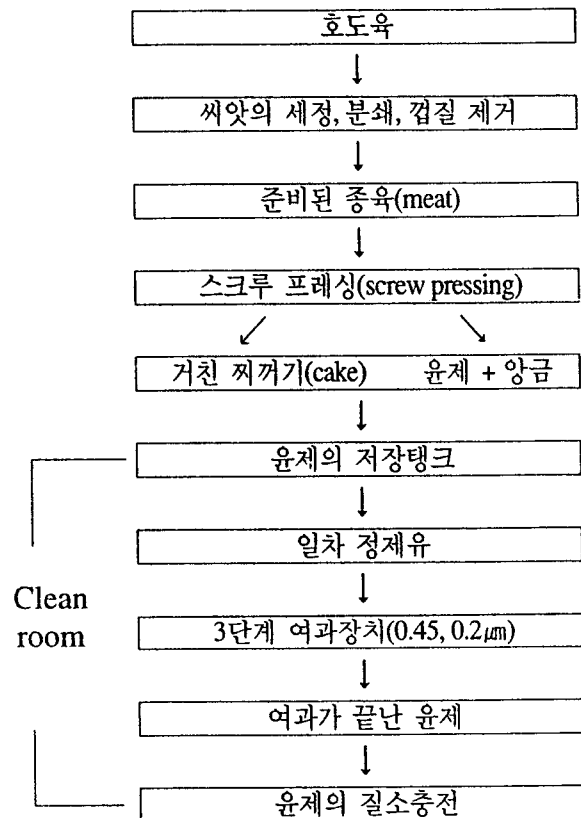 호도육
씨앗의 세정, 분쇄, 껍질 제거
준비된 종육(meat)
스크루 프레싱(screw pressing)
거친 찌꺼기(cake) 윤제 + 앙금
윤제의 저장탱크
일차 정제유
Clean
room
3단계 여과장치(0.45, 0.2㎛)
여과가 끝난 윤제
윤제의 질소충전